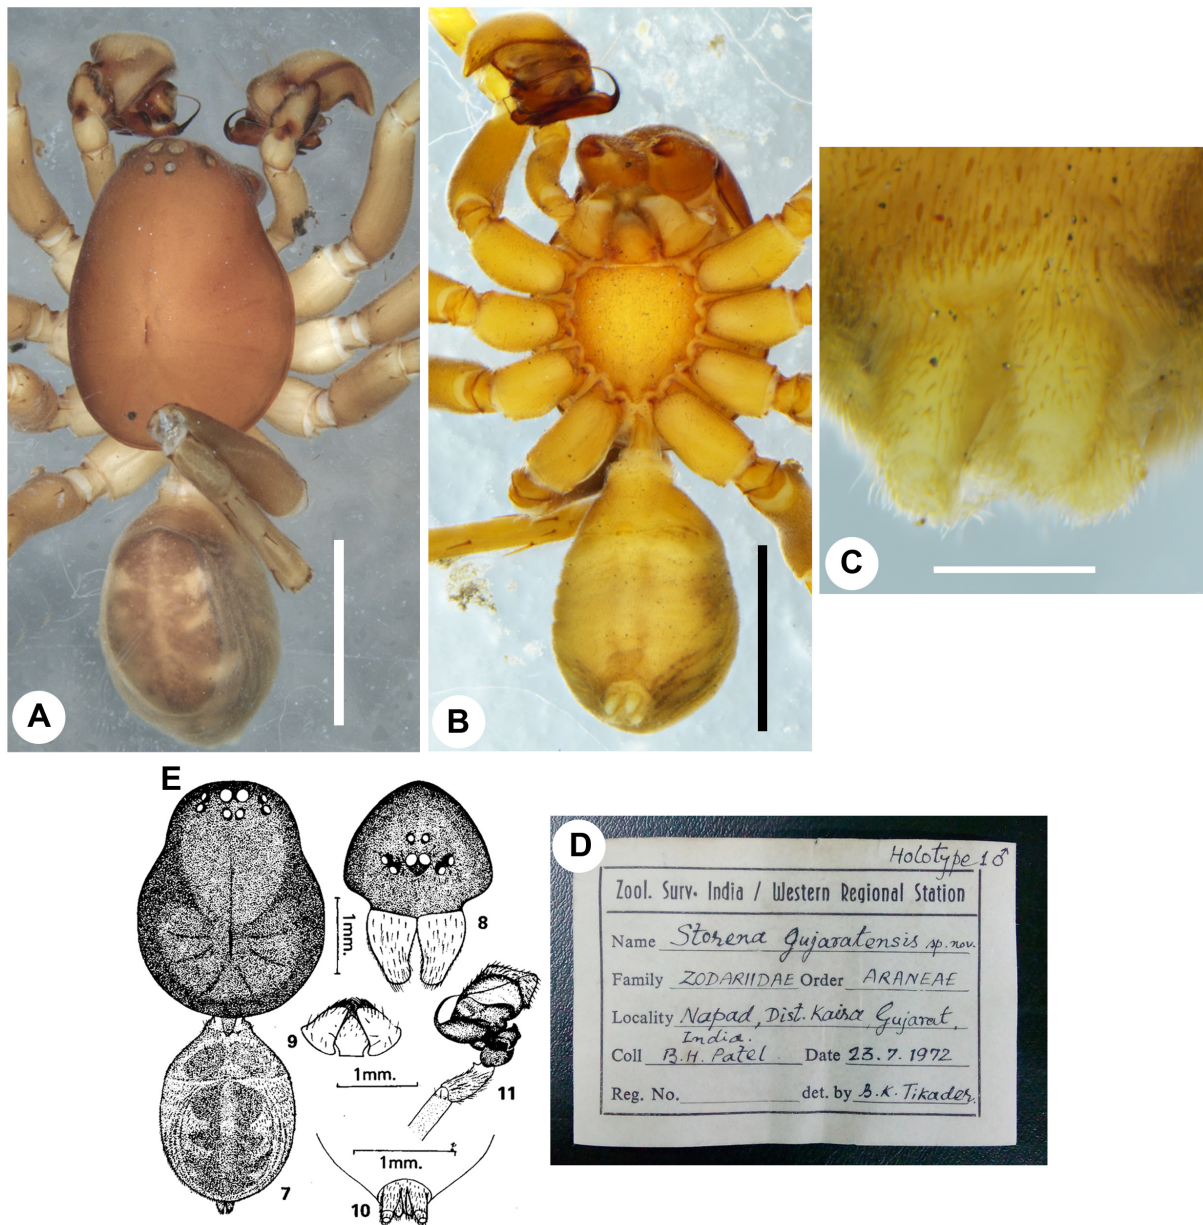 A
B
C
E
8
1mm.
9
1mm.
11
7
1mm.
10
D
Holotype 1♂
Zool. Surv. India / Western Regional Station
Name Storena gujaratensis sp. nov.
Family ZODARIIDAE Order ARANEAE
Locality Napad, Dist. Kaira, Gujarat,
India.
Coll B.H. Patel Date 23.7.1972
Reg. No. det. by B.K. Tikader.